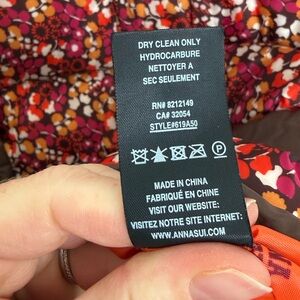 DRY CLEAN ONLY
HYDROCARBURE
NETTOYER A
SEC SEULEMENT
RN# 8212149
CA# 32054
STYLE#619A50
MADE IN CHINA
FABRIQUÉ EN CHINE
VISIT OUR WEBSITE:
VISITEZ NOTRE SITE INTERNET:
WWW.ANNASUI.COM